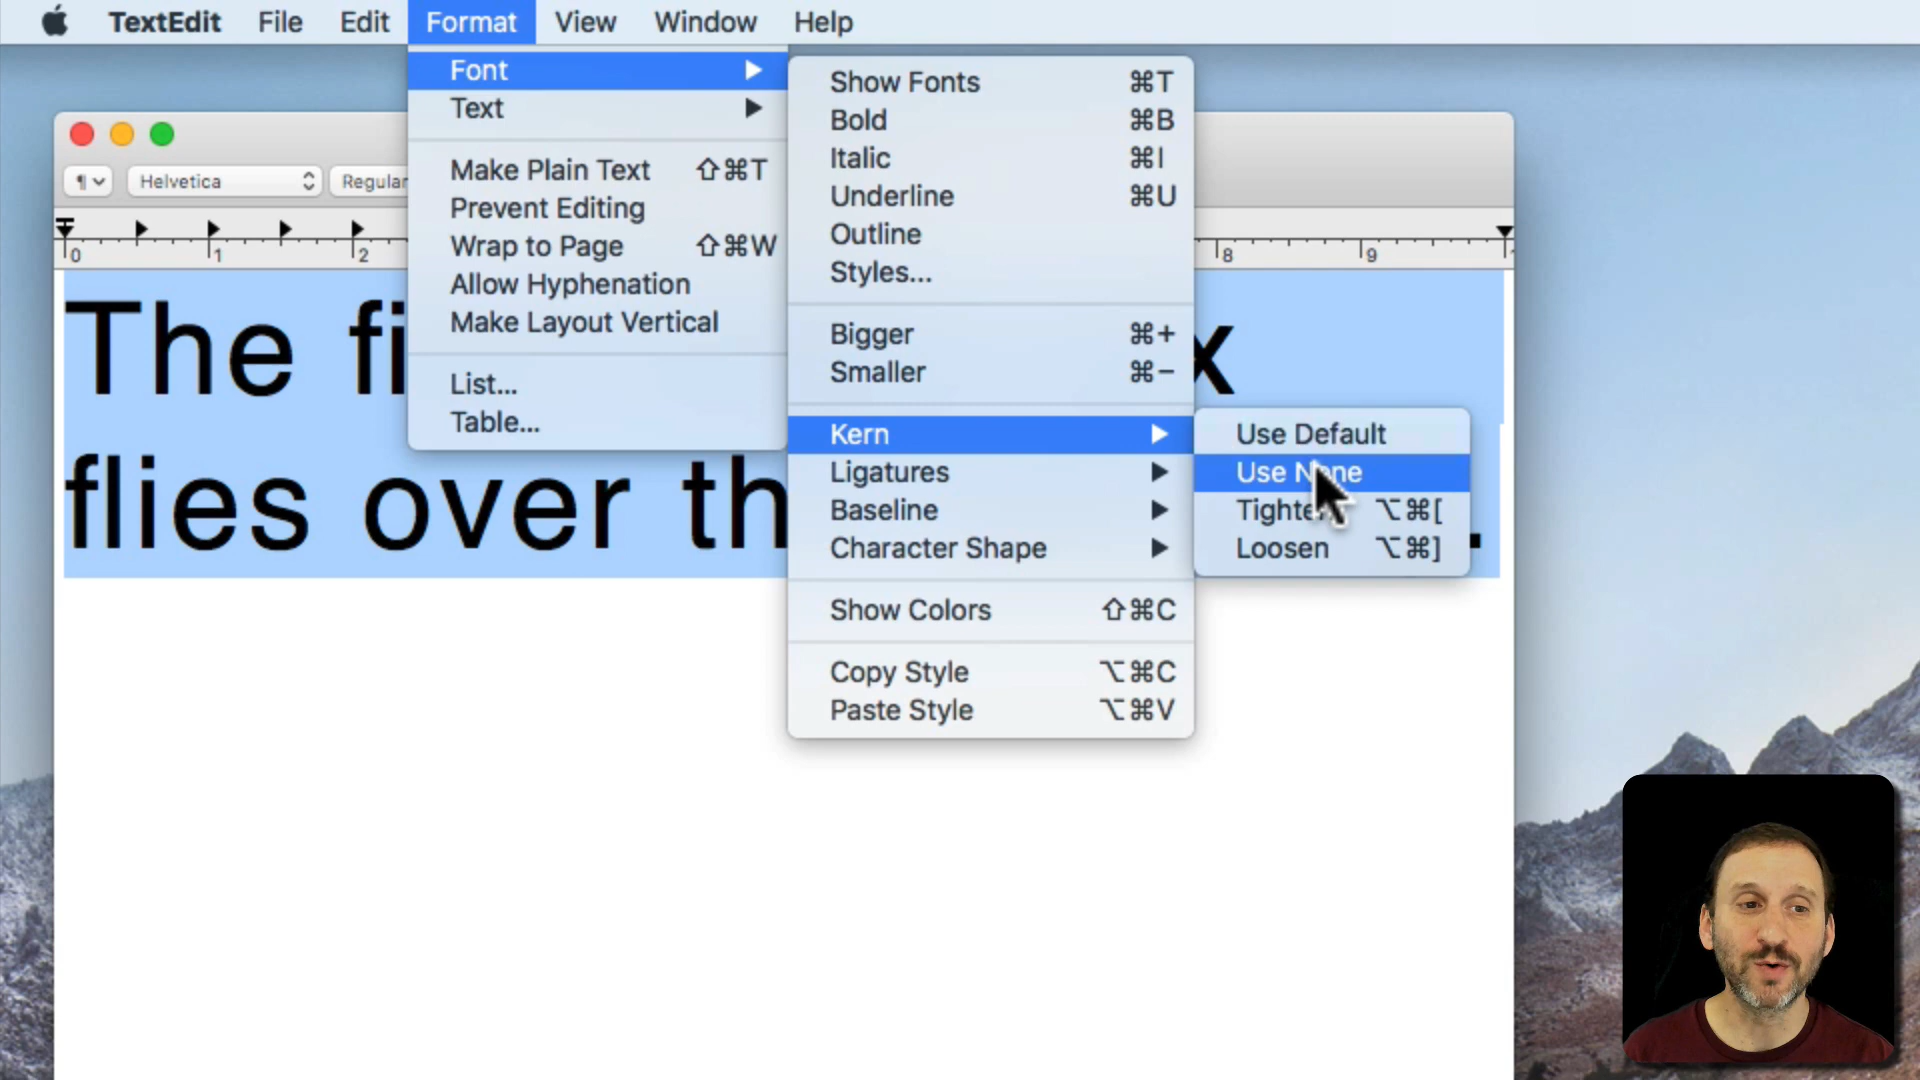 TextEdit File Edit Format View Window Help
Font
Text
Make Plain Text ⇧⌘T
Prevent Editing
Wrap to Page ⇧⌘W
Allow Hyphenation
Make Layout Vertical
List...
Table...
Show Fonts ⌘T
Bold ⌘B
Italic ⌘I
Underline ⌘U
Outline
Styles...
Bigger ⌘+
Smaller ⌘−
Kern
Ligatures
Baseline
Character Shape
Show Colors ⇧⌘C
Copy Style ⌥⌘C
Paste Style ⌥⌘V
Use Default
Use None
Tighten ⌥⌘[
Loosen ⌥⌘]
¶ Helvetica Regular
0 1 2 8 9
The fi x
flies over th .